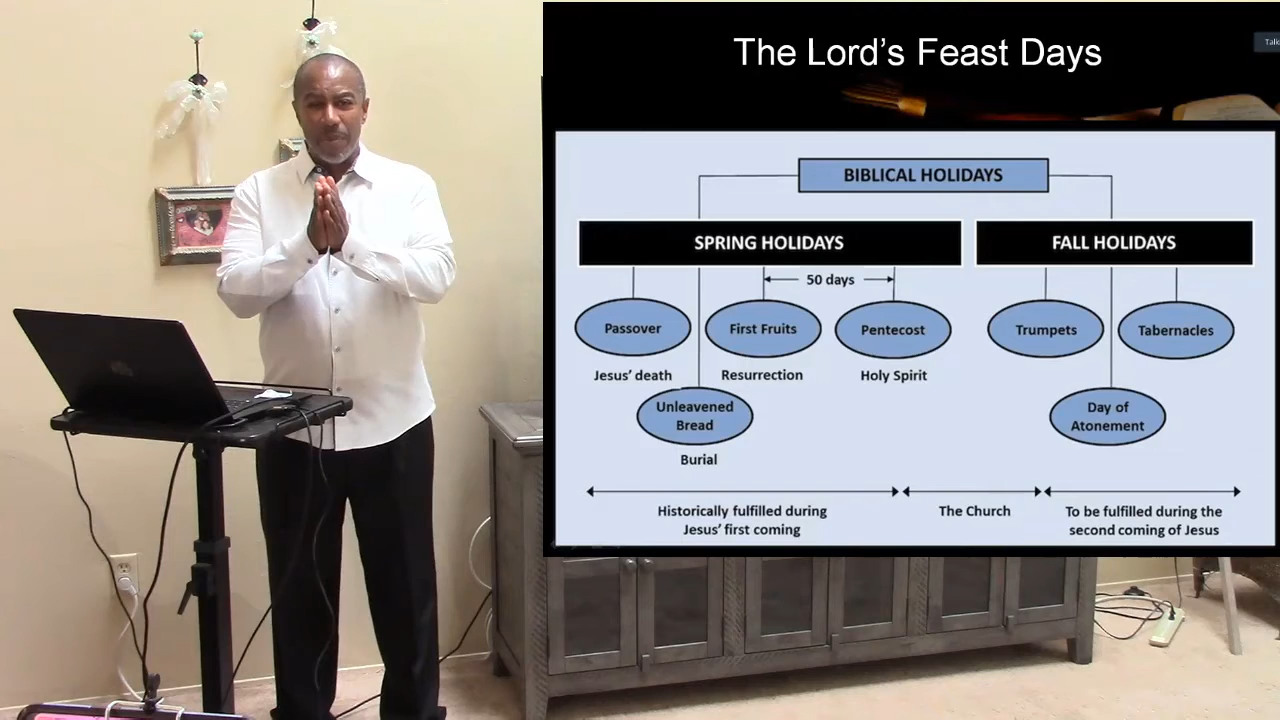 The Lord's Feast Days
BIBLICAL HOLIDAYS
SPRING HOLIDAYS
FALL HOLIDAYS
50 days
Passover
First Fruits
Pentecost
Trumpets
Tabernacles
Jesus' death
Resurrection
Holy Spirit
Unleavened
Bread
Day of
Atonement
Burial
Historically fulfilled during
Jesus' first coming
The Church
To be fulfilled during the
second coming of Jesus